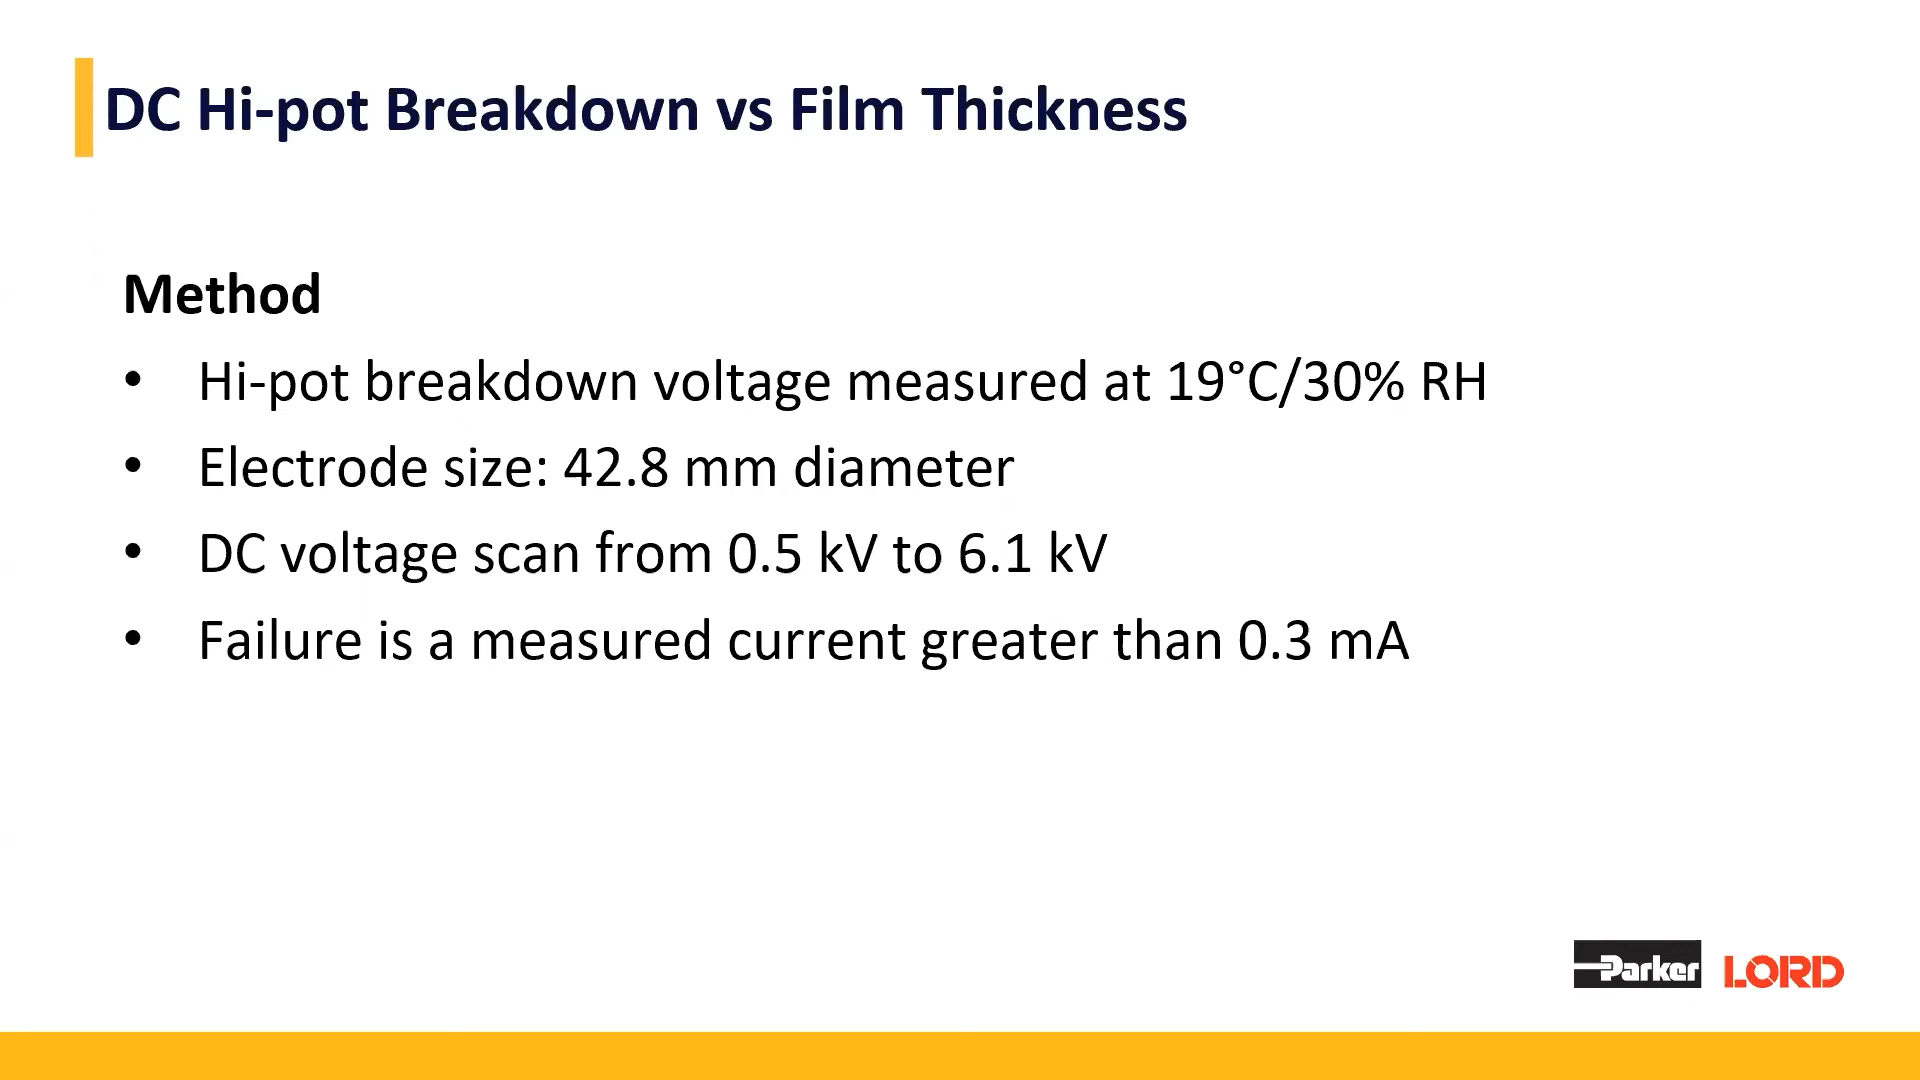 DC Hi-pot Breakdown vs Film Thickness
Method
• Hi-pot breakdown voltage measured at 19°C/30% RH
• Electrode size: 42.8 mm diameter
• DC voltage scan from 0.5 kV to 6.1 kV
• Failure is a measured current greater than 0.3 mA
Parker LORD